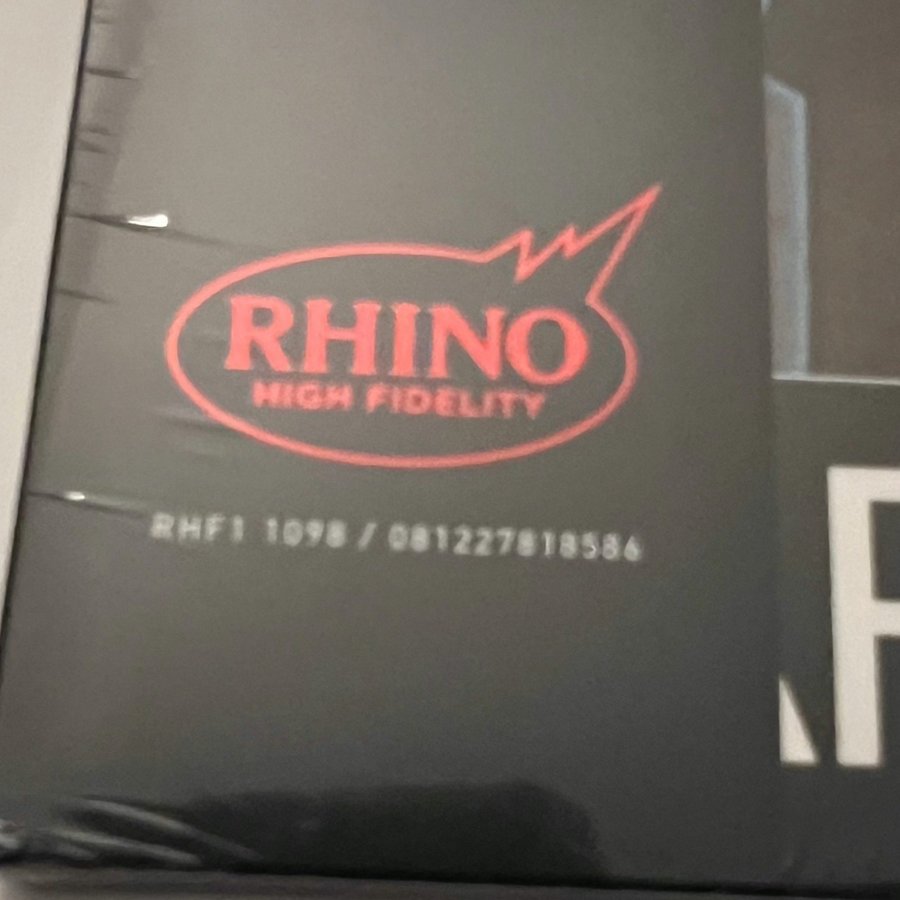 RHINO
HIGH FIDELITY
RHF1 1098 / 081227818586